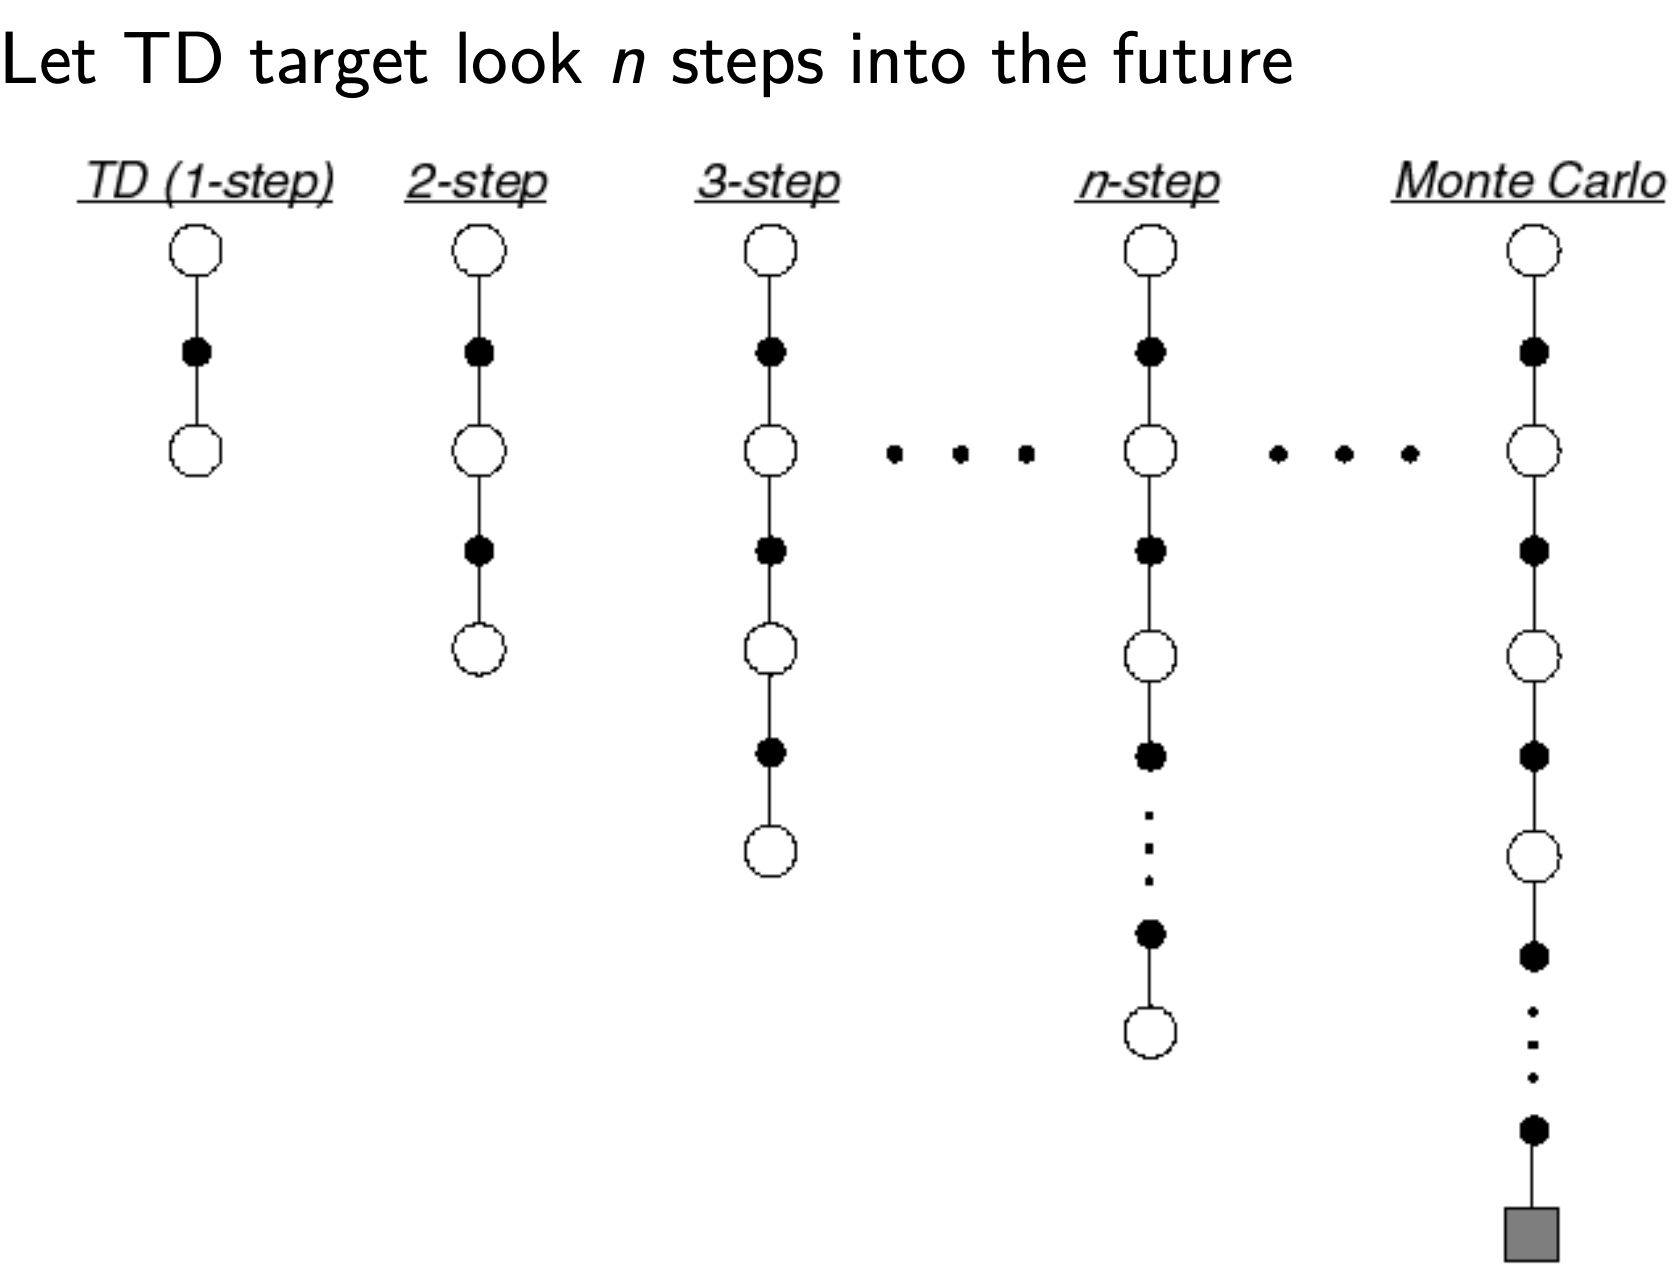 Let TD target look n steps into the future
TD (1-step) 2-step 3-step n-step Monte Carlo